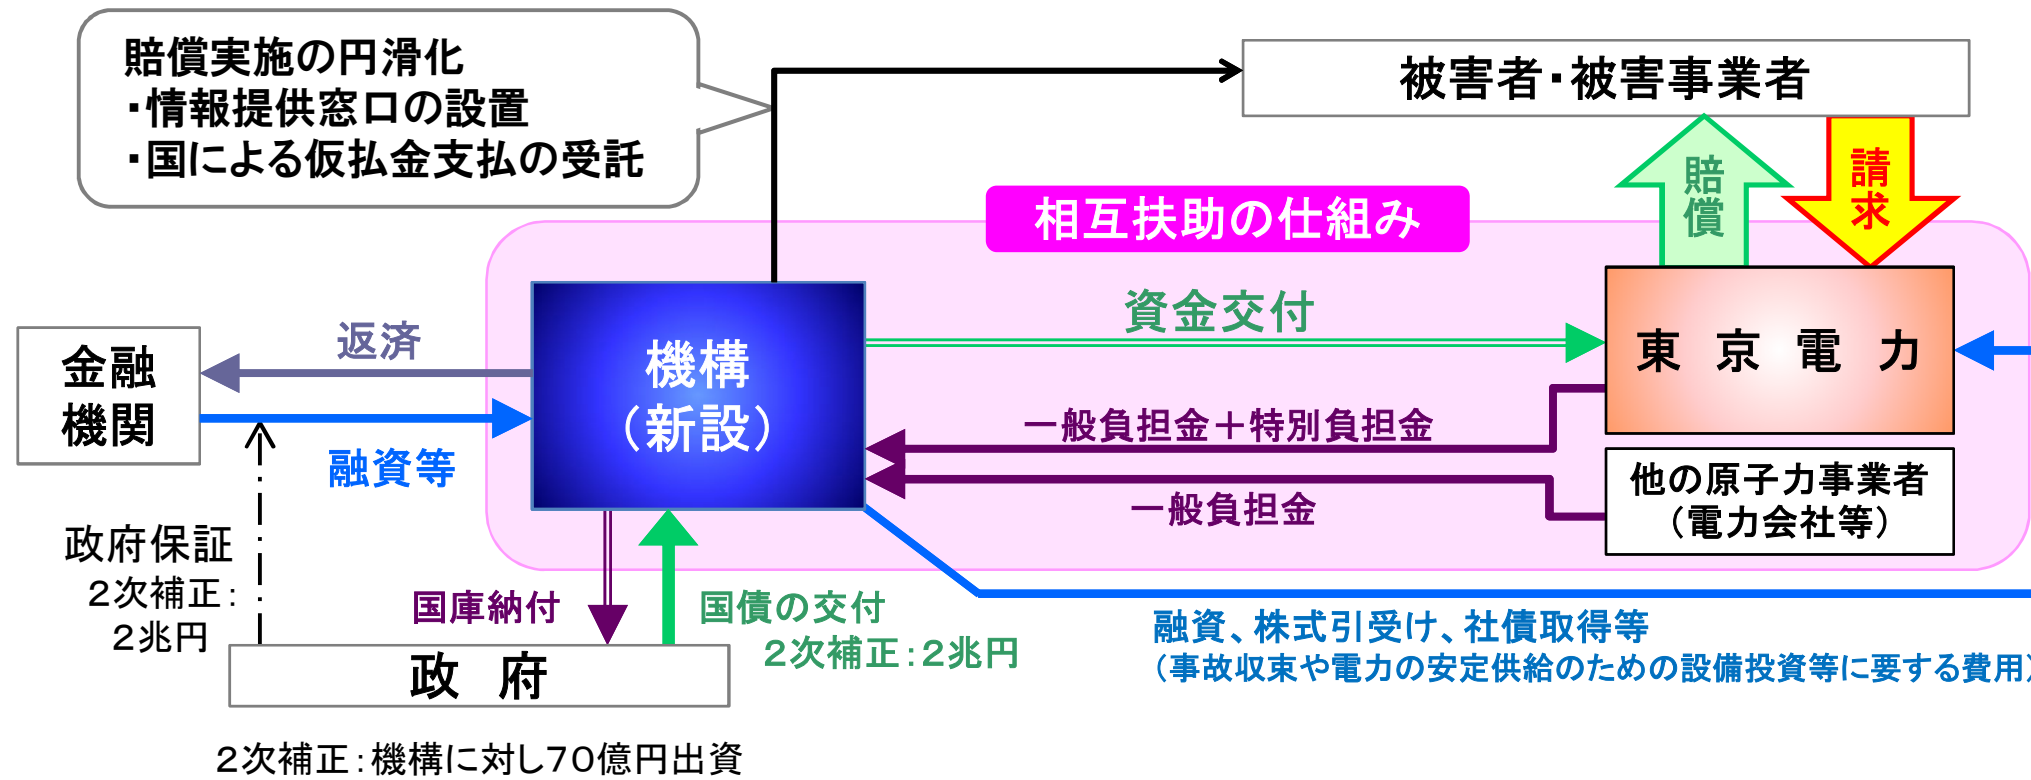 賠償実施の円滑化
・情報提供窓口の設置
・国による仮払金支払の受託
被害者・被害事業者
賠償
請求
相互扶助の仕組み
資金交付
東 京 電 力
機構
（新設）
金融
機関
返済
融資等
一般負担金＋特別負担金
一般負担金
他の原子力事業者
（電力会社等）
政府保証
２次補正：
２兆円
国庫納付
国債の交付
２次補正：２兆円
融資、株式引受け、社債取得等
（事故収束や電力の安定供給のための設備投資等に要する費用）
政 府
２次補正：機構に対し７０億円出資